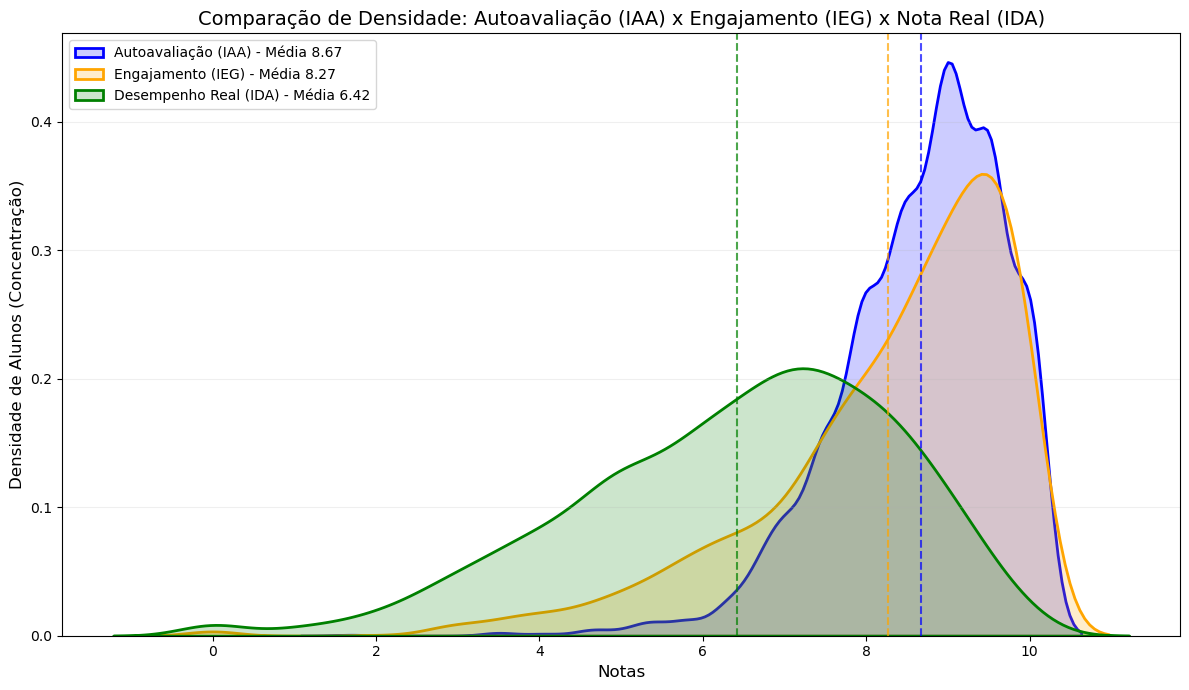 Comparação de Densidade: Autoavaliação (IAA) x Engajamento (IEG) x Nota Real (IDA)
Autoavaliação (IAA) - Média 8.67
Engajamento (IEG) - Média 8.27
Desempenho Real (IDA) - Média 6.42
Densidade de Alunos (Concentração)
0.4
0.3
0.2
0.1
0.0
0 2 4 6 8 10
Notas